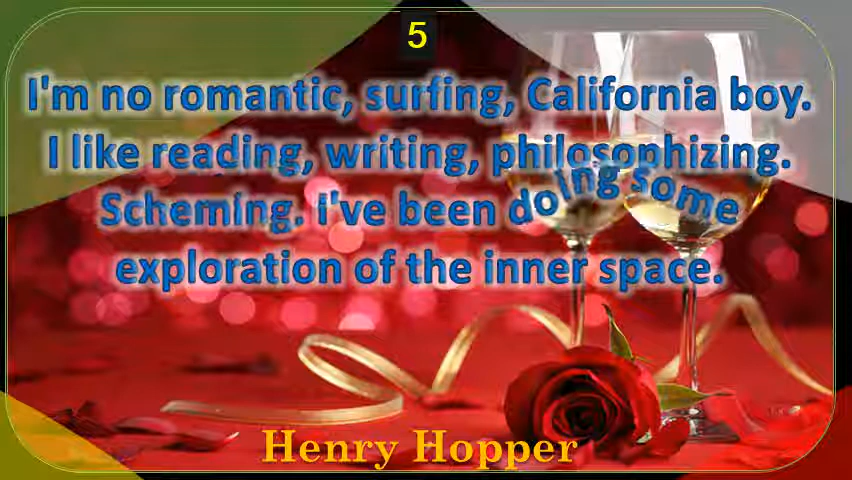 5
I'm no romantic, surfing, California boy.
I like reading, writing, philosophizing.
Scheming. I've been doing some
exploration of the inner space.
Henry Hopper